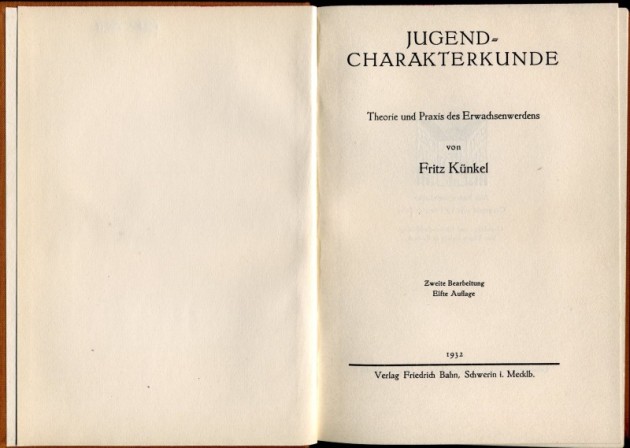 JUGEND-
CHARAKTERKUNDE
Theorie und Praxis des Erwachsenwerdens
von
Fritz Künkel
Zweite Bearbeitung
Elfte Auflage
1932
Verlag Friedrich Bahn, Schwerin i. Mecklb.